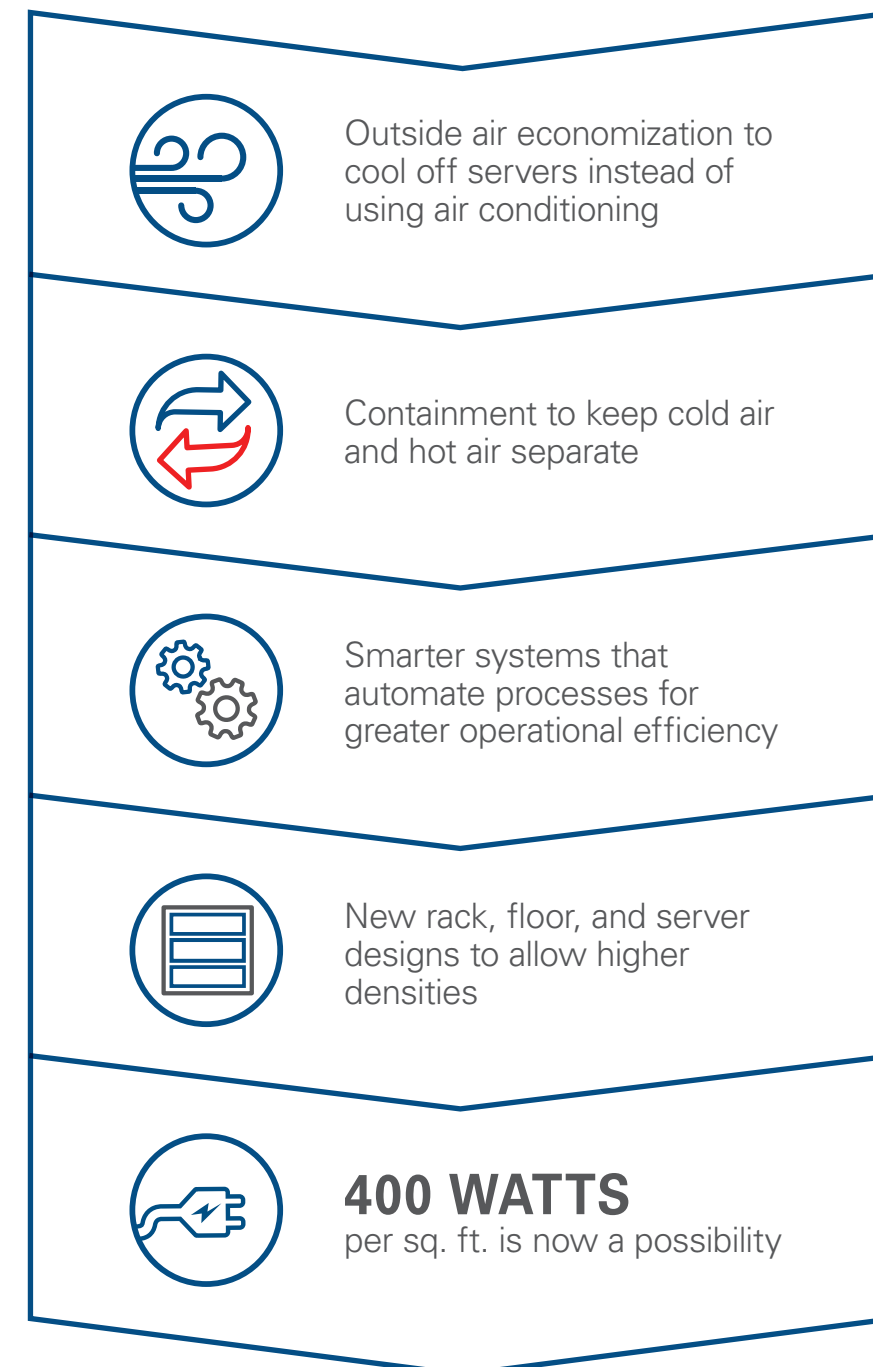 Outside air economization to
cool off servers instead of
using air conditioning
Containment to keep cold air
and hot air separate
Smarter systems that
automate processes for
greater operational efficiency
New rack, floor, and server
designs to allow higher
densities
400 WATTS
per sq. ft. is now a possibility